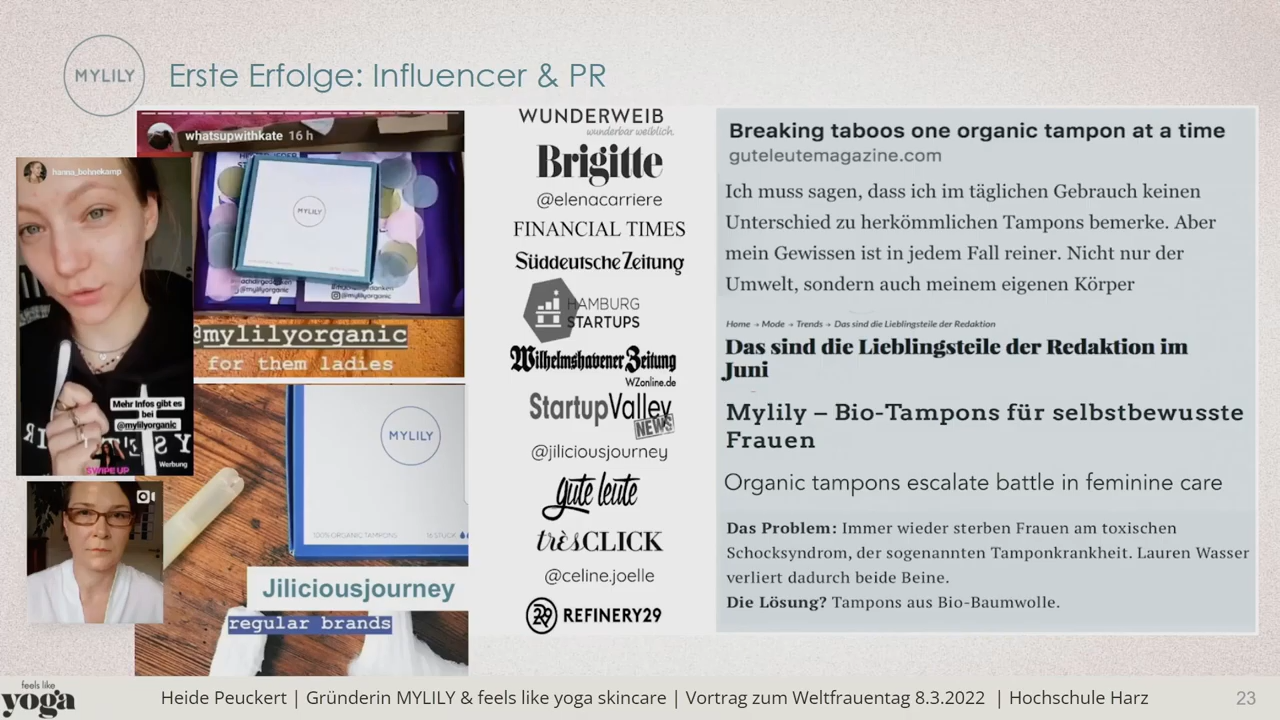 MYLILY
Erste Erfolge: Influencer & PR
whatsupwithkate 16 h
MYLILY
@mylilyorganic
@mylilyorganic
for them ladies
hanna_bohnekamp
Mehr Infos gibt es
bei
@mylilyorganic
SWIPE UP
Werbung
MYLILY
100% ORGANIC TAMPONS
16 STÜCK
Jiliciousjourney
regular brands
WUNDERWEIB
wunderbar weiblich.
Brigitte
@elenacarriere
FINANCIAL TIMES
Süddeutsche Zeitung
HAMBURG
STARTUPS
Wilhelmshavener Zeitung
WZonline.de
StartupValley
NEWS
@jiliciousjourney
gute leute
trèsCLICK
@celine.joelle
R29 REFINERY29
Breaking taboos one organic tampon at a time
guteleutemagazine.com
Ich muss sagen, dass ich im täglichen Gebrauch keinen
Unterschied zu herkömmlichen Tampons bemerke. Aber
mein Gewissen ist in jedem Fall reiner. Nicht nur der
Umwelt, sondern auch meinem eigenen Körper
Home → Mode → Trends → Das sind die Lieblingsteile der Redaktion
Das sind die Lieblingsteile der Redaktion im
Juni
Mylily – Bio-Tampons für selbstbewusste
Frauen
Organic tampons escalate battle in feminine care
Das Problem: Immer wieder sterben Frauen am toxischen
Schocksyndrom, der sogenannten Tamponkrankheit. Lauren Wasser
verliert dadurch beide Beine.
Die Lösung? Tampons aus Bio-Baumwolle.
feels like
yoga
Heide Peuckert | Gründerin MYLILY & feels like yoga skincare | Vortrag zum Weltfrauentag 8.3.2022 | Hochschule Harz
23